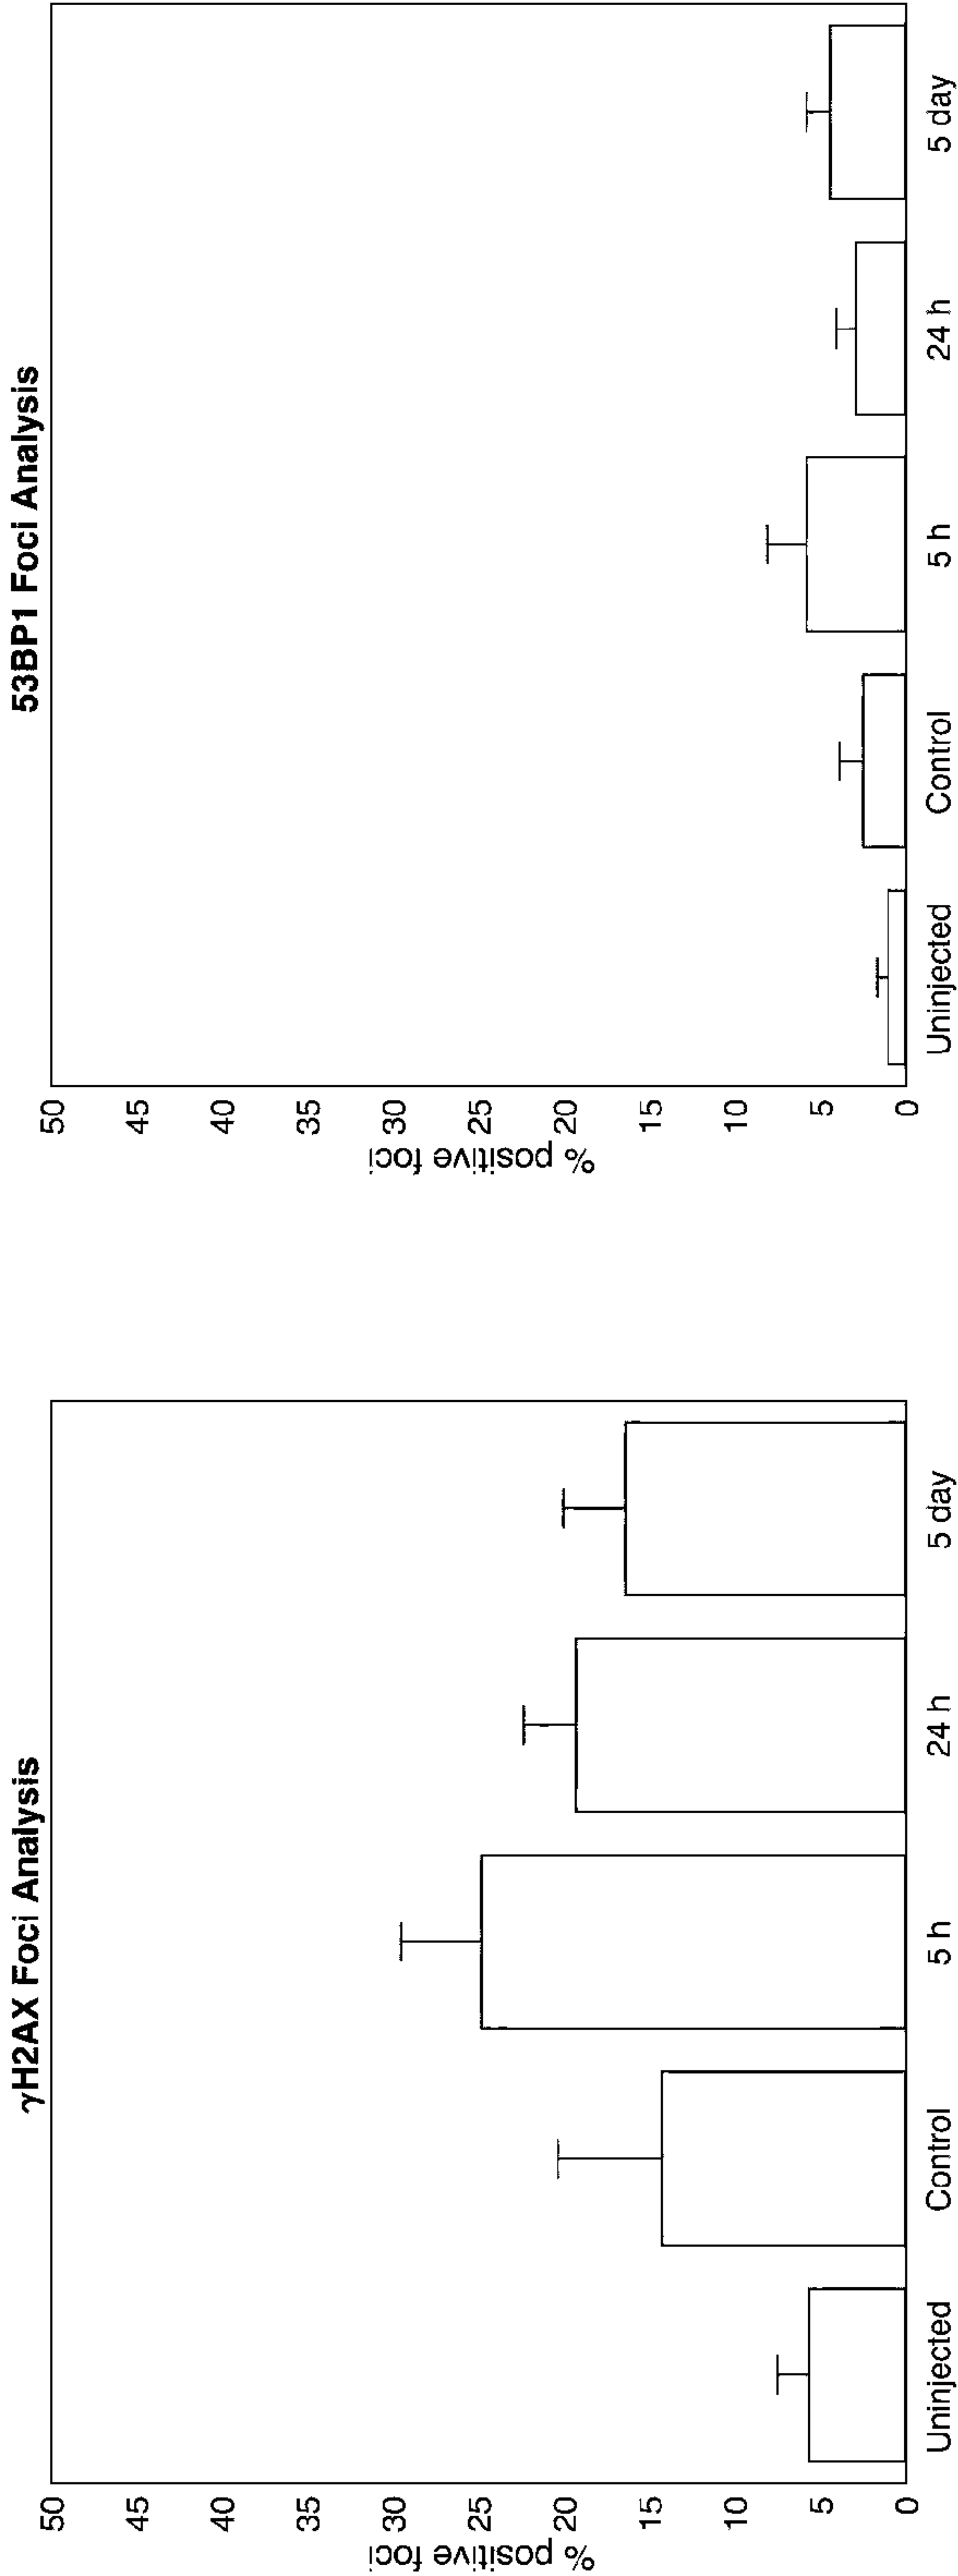 γH2AX Foci Analysis
% positive foci
50
45
40
35
30
25
20
15
10
5
0
Uninjected
Control
5 h
24 h
5 day
53BP1 Foci Analysis
% positive foci
50
45
40
35
30
25
20
15
10
5
0
Uninjected
Control
5 h
24 h
5 day